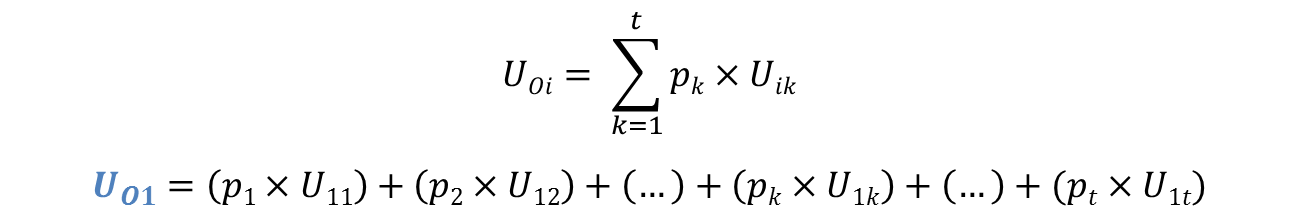 U_{Oi} = \sum_{k=1}^{t} p_k × U_{ik}
U_{O1} = (p_1 × U_{11}) + (p_2 × U_{12}) + (…) + (p_k × U_{1k}) + (…) + (p_t × U_{1t})